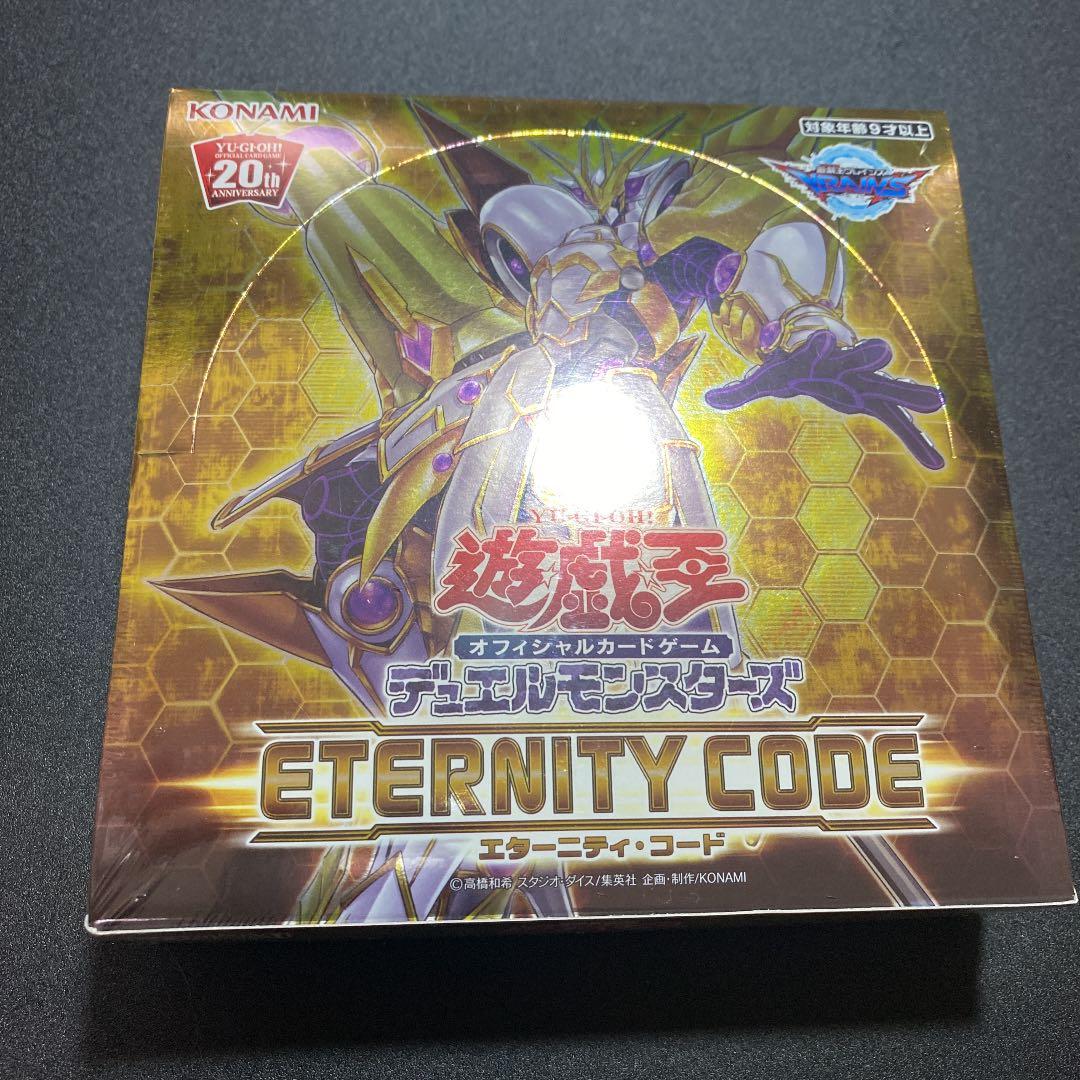 KONAMI
対象年齢9才以上
YU-GI-OH!
OFFICIAL CARD GAME
20th
ANNIVERSARY
VRAINS
YU-GI-OH!
遊戯王
オフィシャルカードゲーム
デュエルモンスターズ
ETERNITY CODE
エターニティ・コード
©高橋和希 スタジオ・ダイス/集英社 企画・制作/KONAMI